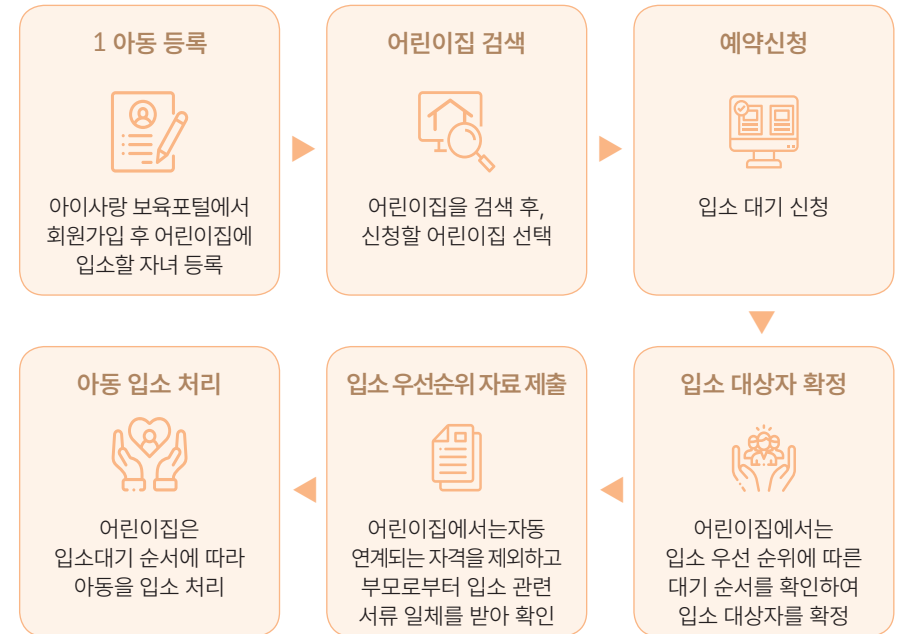 1 아동 등록
아이사랑 보육포털에서
회원가입 후 어린이집에
입소할 자녀 등록
어린이집 검색
어린이집을 검색 후,
신청할 어린이집 선택
예약신청
입소 대기 신청
입소 대상자 확정
어린이집에서는
입소 우선 순위에 따른
대기 순서를 확인하여
입소 대상자를 확정
입소 우선순위 자료 제출
어린이집에서는자동
연계되는 자격을 제외하고
부모로부터 입소 관련
서류 일체를 받아 확인
아동 입소 처리
어린이집은
입소대기 순서에 따라
아동을 입소 처리